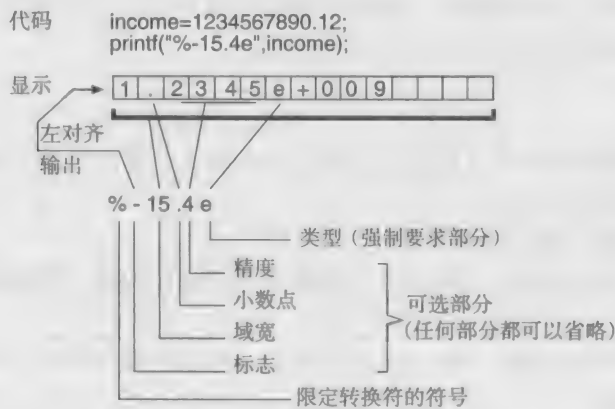 代码 income=1234567890.12;
printf("%-15.4e",income);
显示 1.2345e+009
左对齐
输出
%-15.4e
类型（强制要求部分）
精度
小数点 可选部分
(任何部分都可以省略)
域宽
标志
限定转换符的符号